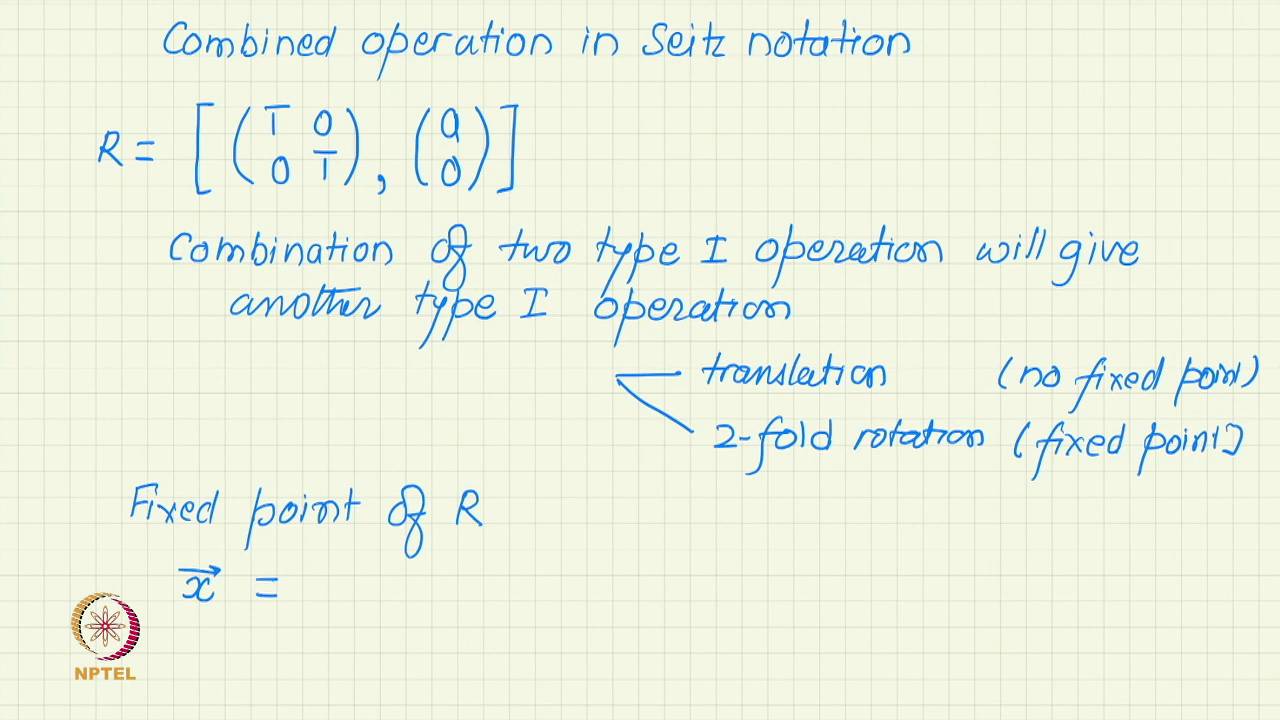 Combined operation in Seitz notation
R = [ ( 1̅ 0
0 1̅ ) , ( a
0 ) ]
Combination of two type I operation will give
another type I operation
translation (no fixed point)
2-fold rotation (fixed point)
Fixed point of R
x⃗ =
NPTEL